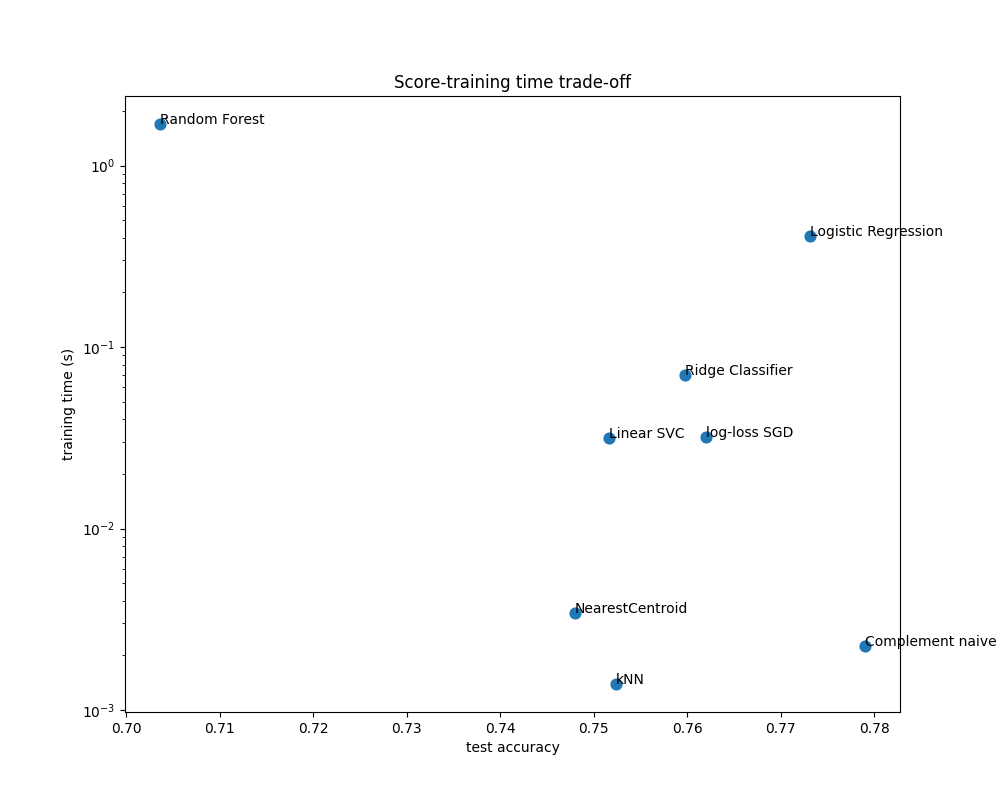 Score-training time trade-off
Random Forest
10⁰
Logistic Regression
10⁻¹
Ridge Classifier
training time (s)
Linear SVC
log-loss SGD
10⁻²
NearestCentroid
Complement naive
kNN
10⁻³
0.70 0.71 0.72 0.73 0.74 0.75 0.76 0.77 0.78
test accuracy